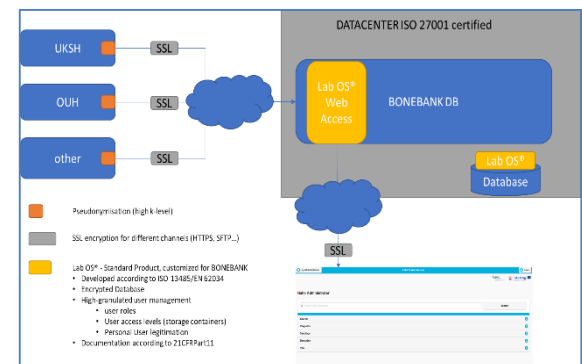 DATACENTER ISO 27001 certified
UKSH
SSL
OUH
SSL
other
SSL
Lab OS®
Web
Access
BONEBANK DB
Lab OS®
Database
SSL
Pseudonymisation (high k-level)
SSL encryption for different channels (HTTPS, SFTP...)
Lab OS® - Standard Product, customized for BONEBANK
• Developed according to ISO 13485/EN 62034
• Encrypted Database
• High-granulated user management
• user roles
• User access levels (storage containers)
• Personal User legitimation
• Documentation according to 21CFRPart11